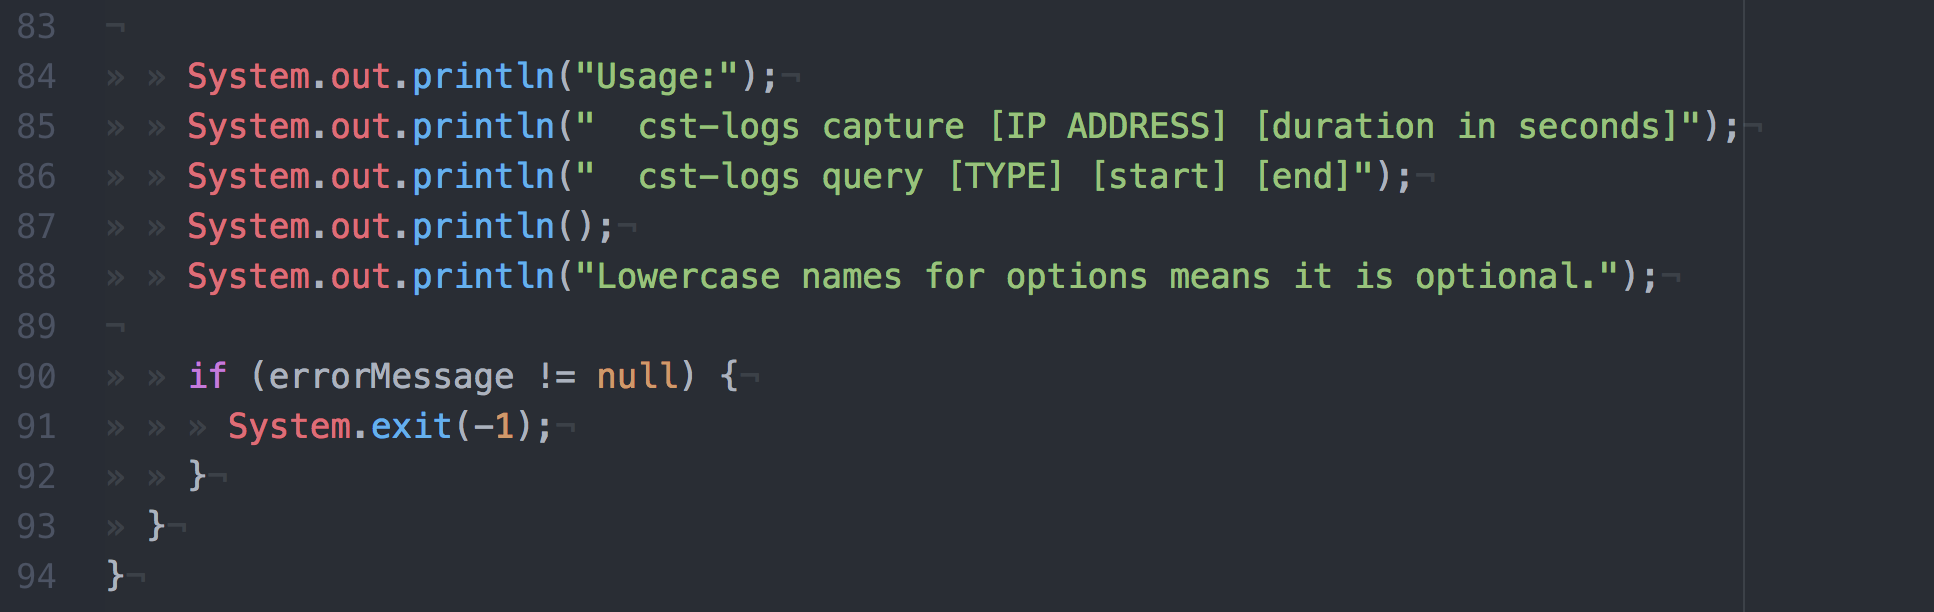 83 ¬
84 » » System.out.println("Usage:");¬
85 » » System.out.println("  cst-logs capture [IP ADDRESS] [duration in seconds]");¬
86 » » System.out.println("  cst-logs query [TYPE] [start] [end]");¬
87 » » System.out.println();¬
88 » » System.out.println("Lowercase names for options means it is optional.");¬
89 ¬
90 » » if (errorMessage != null) {¬
91 » » » System.exit(-1);¬
92 » » }¬
93 » }¬
94 }¬